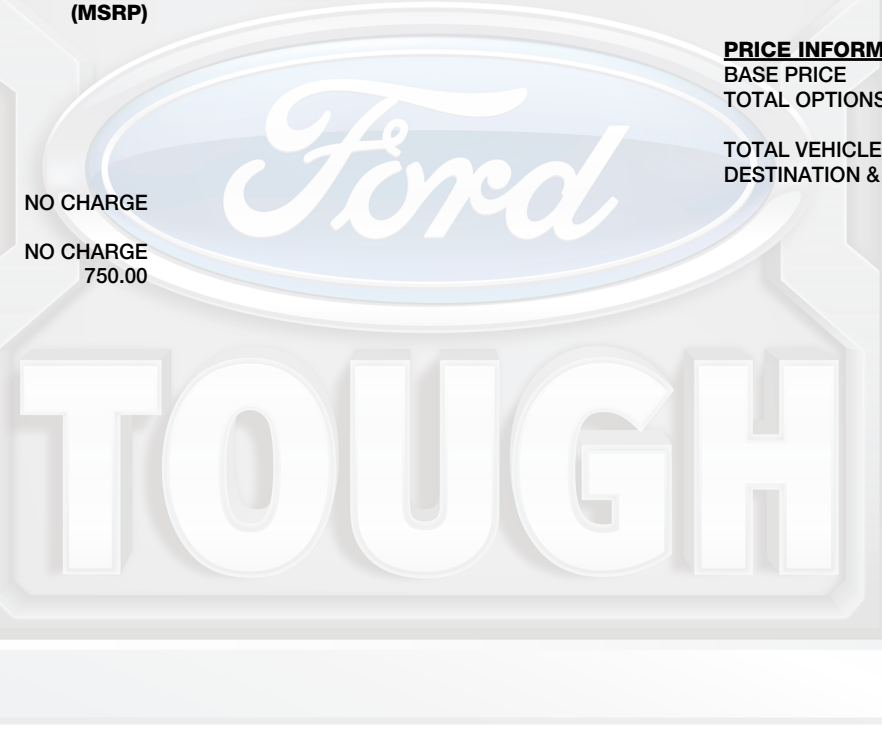 (MSRP)
PRICE INFORM
BASE PRICE
TOTAL OPTIONS
TOTAL VEHICLE
DESTINATION &
NO CHARGE
NO CHARGE
750.00
Ford
TOUGH